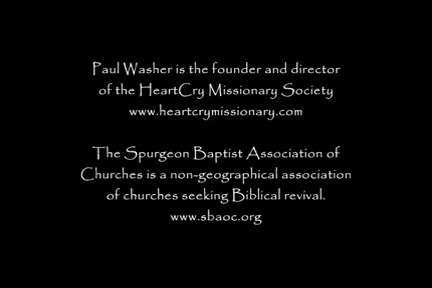 Paul Washer is the founder and director
of the HeartCry Missionary Society
www.heartcrymissionary.com
The Spurgeon Baptist Association of
Churches is a non-geographical association
of churches seeking Biblical revival.
www.sbaoc.org